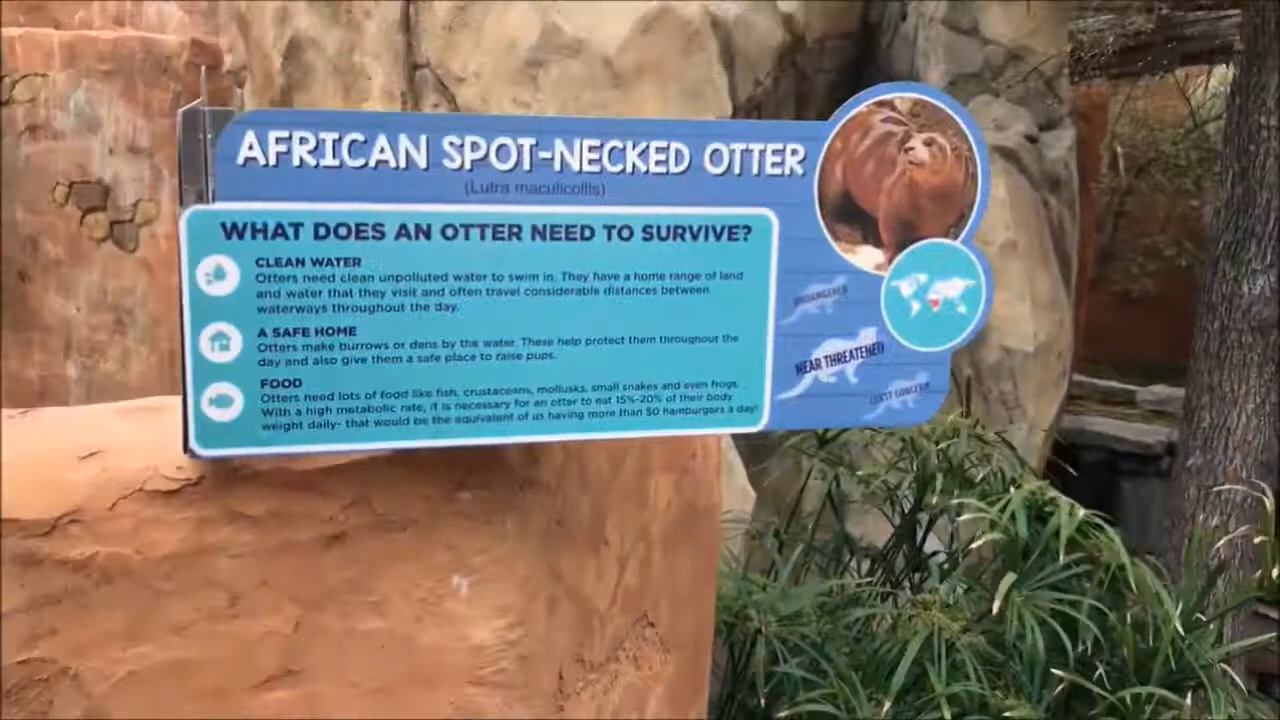 AFRICAN SPOT-NECKED OTTER
(Lutra maculicollis)
WHAT DOES AN OTTER NEED TO SURVIVE?
CLEAN WATER
Otters need clean unpolluted water to swim in. They have a home range of land
and water that they visit and often travel considerable distances between
waterways throughout the day.
A SAFE HOME
Otters make burrows or dens by the water. These help protect them throughout the
day and also give them a safe place to raise pups.
FOOD
Otters need lots of food like fish, crustaceans, mollusks, small snakes and even frogs.
With a high metabolic rate, it is necessary for an otter to eat 15%-20% of their body
weight daily- that would be the equivalent of us having more than 50 hamburgers a day!
ENDANGERED
NEAR THREATENED
LEAST CONCERN